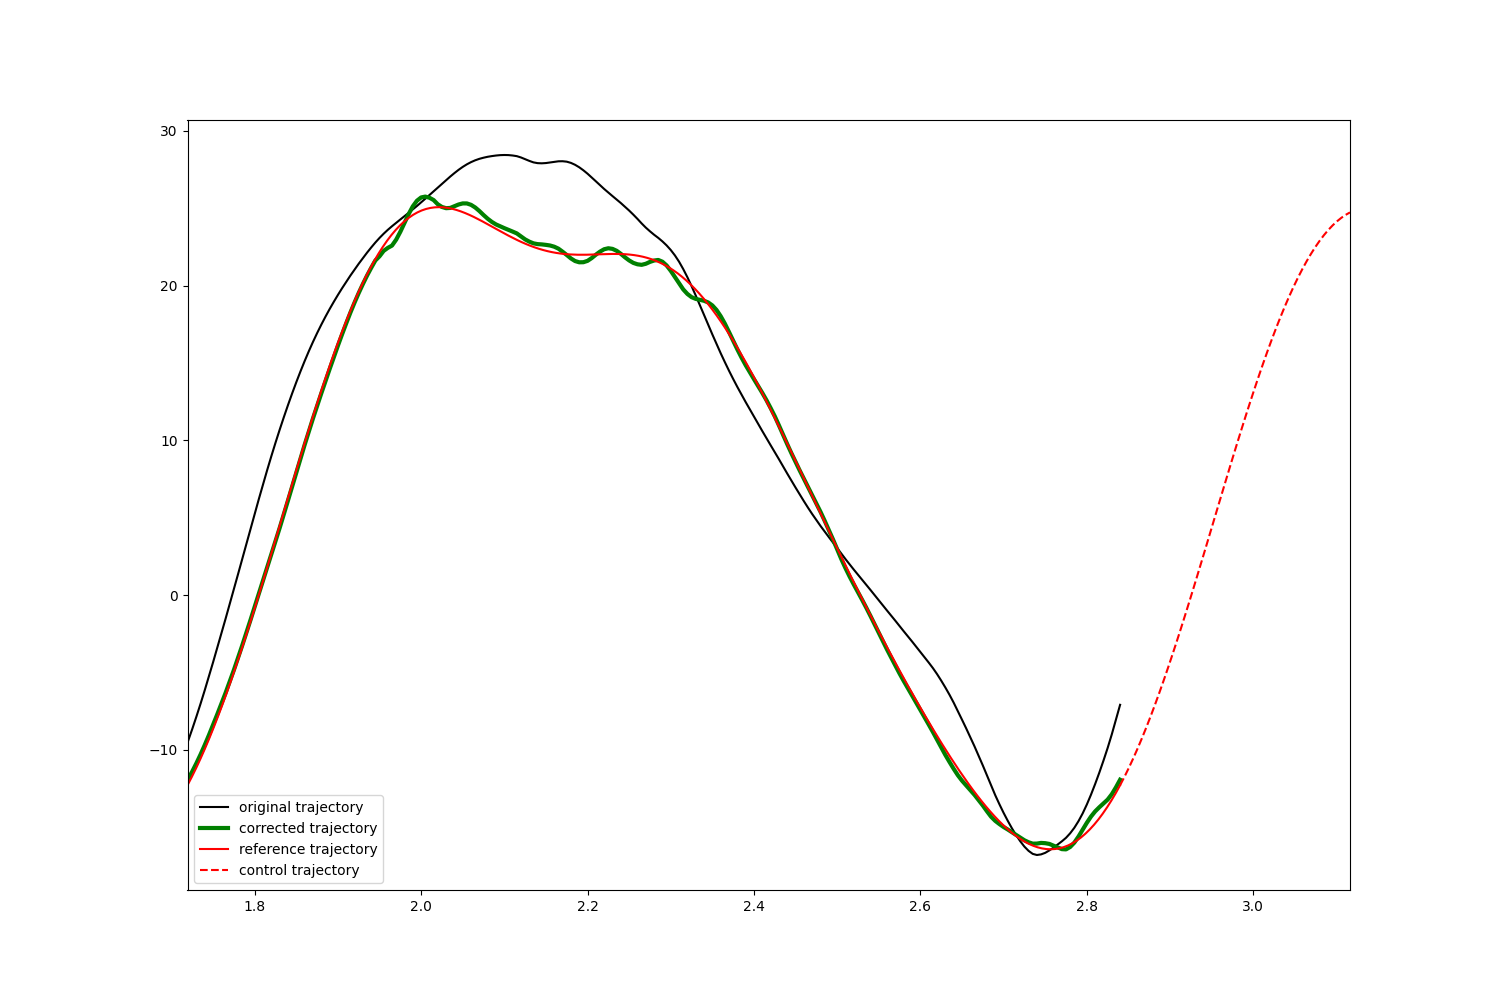 30
20
10
0
−10
original trajectory
corrected trajectory
reference trajectory
control trajectory
1.8 2.0 2.2 2.4 2.6 2.8 3.0